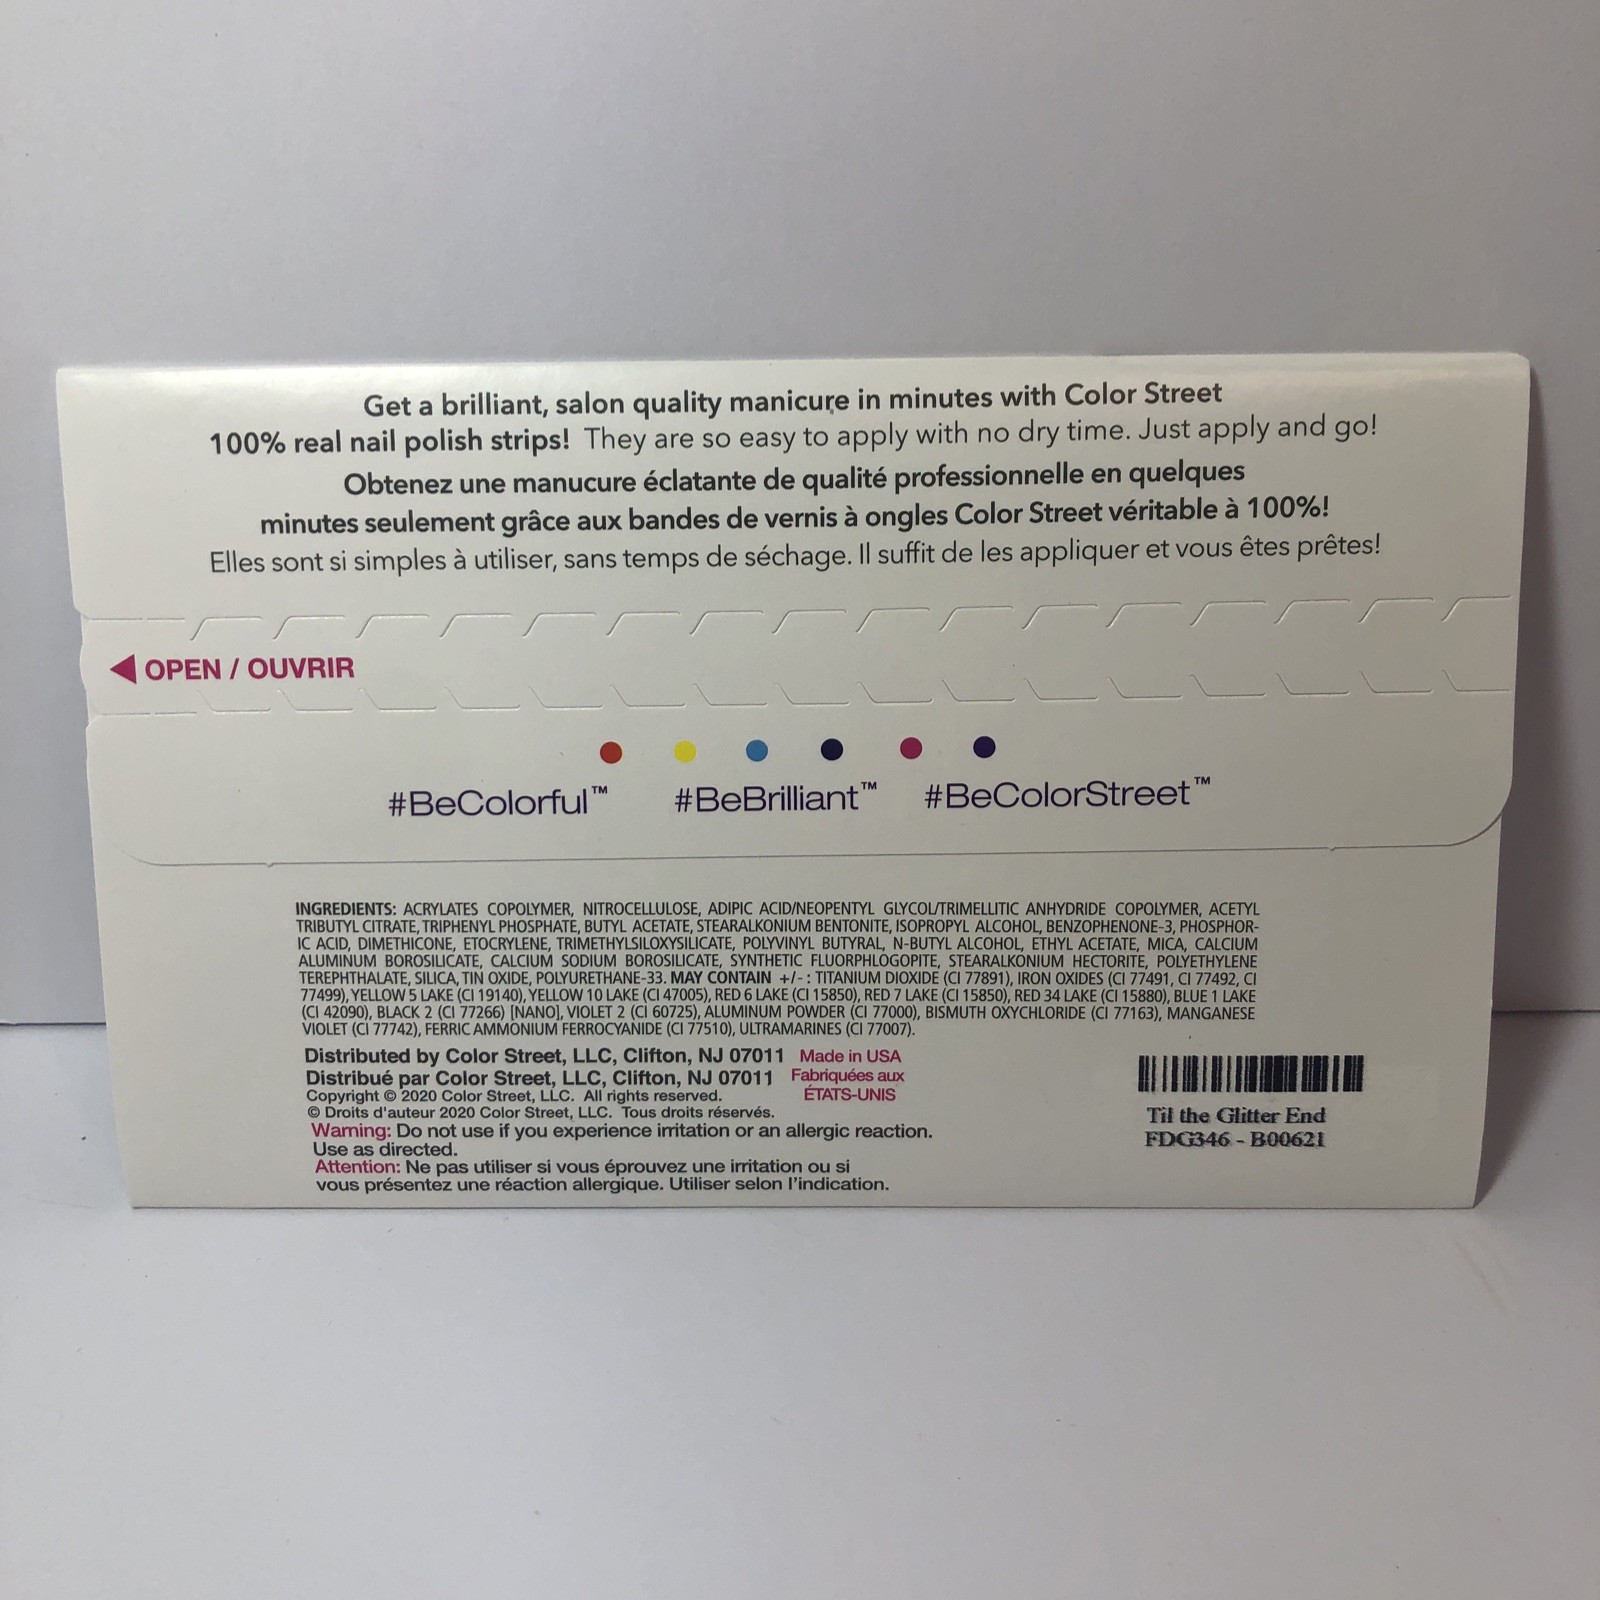 Get a brilliant, salon quality manicure in minutes with Color Street
100% real nail polish strips! They are so easy to apply with no dry time. Just apply and go!
Obtenez une manucure éclatante de qualité professionnelle en quelques
minutes seulement grâce aux bandes de vernis à ongles Color Street véritable à 100%!
Elles sont si simples à utiliser, sans temps de séchage. Il suffit de les appliquer et vous êtes prêtes!
OPEN / OUVRIR
#BeColorful™ #BeBrilliant™ #BeColorStreet™
INGREDIENTS: ACRYLATES COPOLYMER, NITROCELLULOSE, ADIPIC ACID/NEOPENTYL GLYCOL/TRIMELLITIC ANHYDRIDE COPOLYMER, ACETYL
TRIBUTYL CITRATE, TRIPHENYL PHOSPHATE, BUTYL ACETATE, STEARALKONIUM BENTONITE, ISOPROPYL ALCOHOL, BENZOPHENONE-3, PHOSPHOR-
IC ACID, DIMETHICONE, ETOCRYLENE, TRIMETHYLSILOXYSILICATE, POLYVINYL BUTYRAL, N-BUTYL ALCOHOL, ETHYL ACETATE, MICA, CALCIUM
ALUMINUM BOROSILICATE, CALCIUM SODIUM BOROSILICATE, SYNTHETIC FLUORPHLOGOPITE, STEARALKONIUM HECTORITE, POLYETHYLENE
TEREPHTHALATE, SILICA, TIN OXIDE, POLYURETHANE-33. MAY CONTAIN +/- : TITANIUM DIOXIDE (CI 77891), IRON OXIDES (CI 77491, CI 77492, CI
77499), YELLOW 5 LAKE (CI 19140), YELLOW 10 LAKE (CI 47005), RED 6 LAKE (CI 15850), RED 7 LAKE (CI 15850), RED 34 LAKE (CI 15880), BLUE 1 LAKE
(CI 42090), BLACK 2 (CI 77266) [NANO], VIOLET 2 (CI 60725), ALUMINUM POWDER (CI 77000), BISMUTH OXYCHLORIDE (CI 77163), MANGANESE
VIOLET (CI 77742), FERRIC AMMONIUM FERROCYANIDE (CI 77510), ULTRAMARINES (CI 77007).
Distributed by Color Street, LLC, Clifton, NJ 07011 Made in USA
Distribué par Color Street, LLC, Clifton, NJ 07011 Fabriquées aux
ÉTATS-UNIS
Copyright © 2020 Color Street, LLC. All rights reserved.
© Droits d'auteur 2020 Color Street, LLC. Tous droits réservés.
Warning: Do not use if you experience irritation or an allergic reaction.
Use as directed.
Attention: Ne pas utiliser si vous éprouvez une irritation ou si
vous présentez une réaction allergique. Utiliser selon l'indication.
Til the Glitter End
FDG346 - B00621